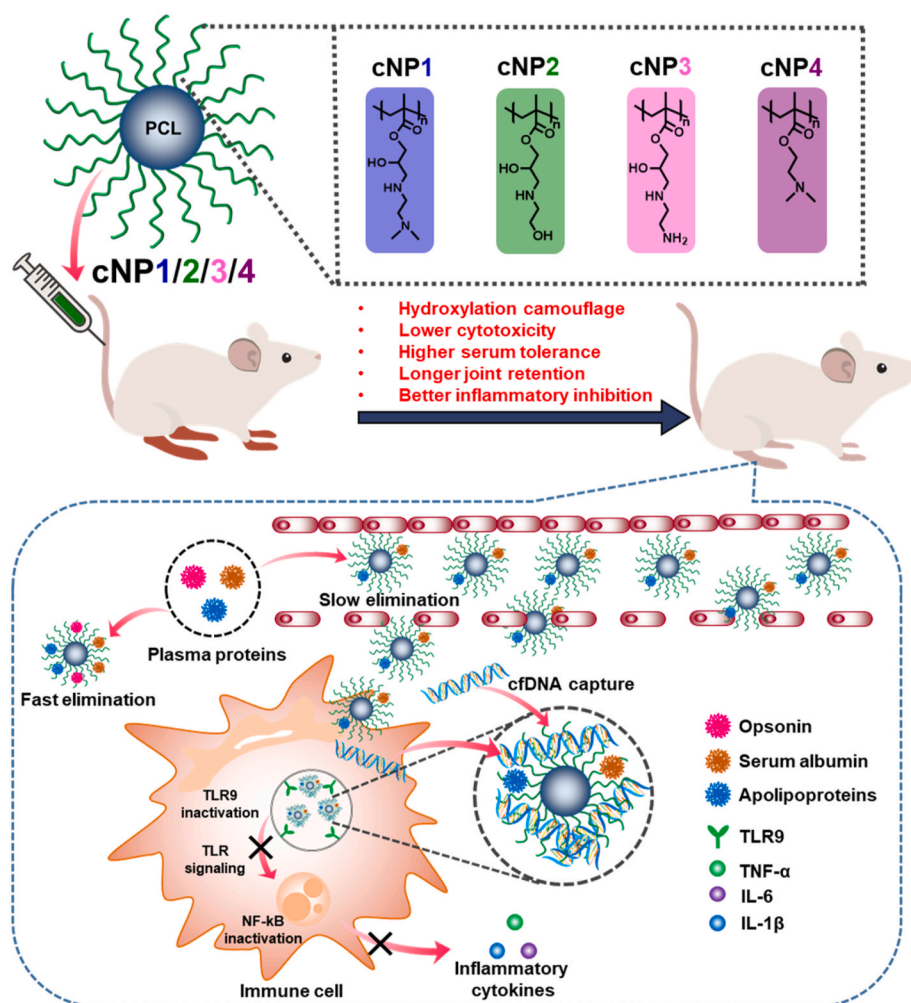 cNP1
cNP2
cNP3
cNP4
PCL
n
O
O
HO
HN
N
n
O
O
HO
HN
OH
n
O
O
HO
HN
NH2
n
O
O
N
cNP1/2/3/4
• Hydroxylation camouflage
• Lower cytotoxicity
• Higher serum tolerance
• Longer joint retention
• Better inflammatory inhibition
Slow elimination
Plasma proteins
Fast elimination
cfDNA capture
Opsonin
Serum albumin
Apolipoproteins
TLR9
TNF-α
IL-6
IL-1β
TLR9
inactivation
TLR
signaling
NF-kB
inactivation
Immune cell
Inflammatory
cytokines